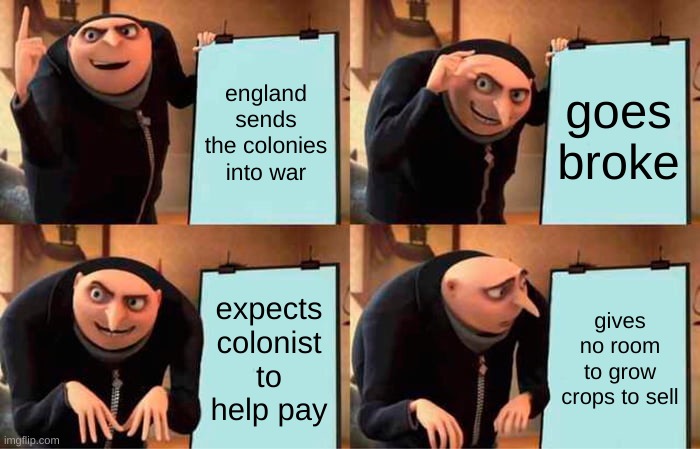 england
sends
the colonies
into war
goes
broke
expects
colonist
to
help pay
gives
no room
to grow
crops to sell
imgflip.com